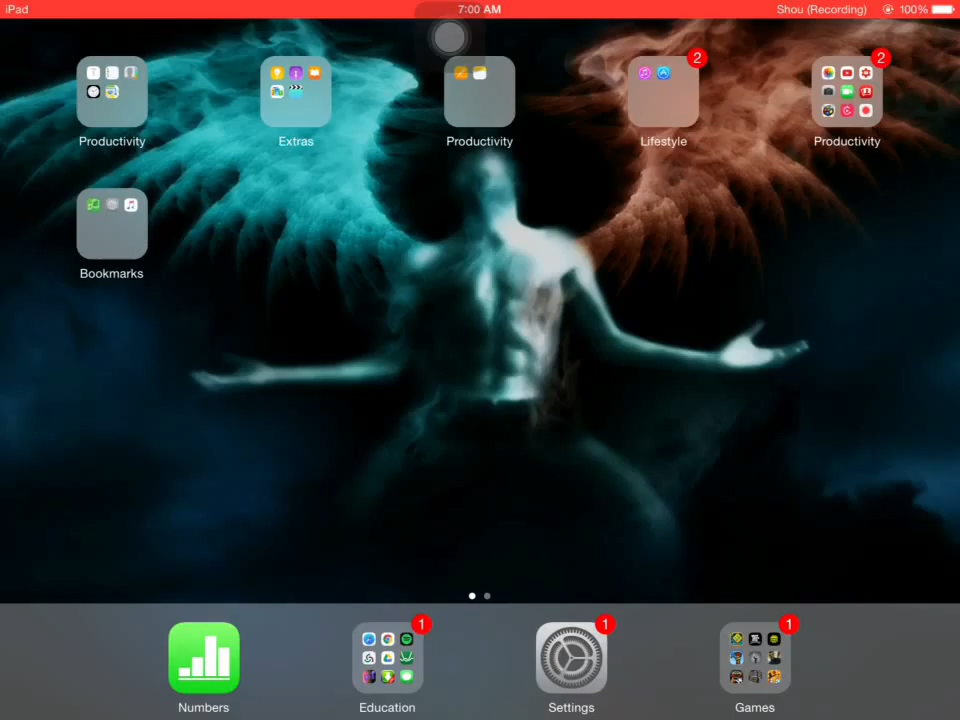 iPad 7:00 AM Shou (Recording) 100%
2 2
Productivity Extras Productivity Lifestyle Productivity
Bookmarks
1 1 1
Numbers Education Settings Games